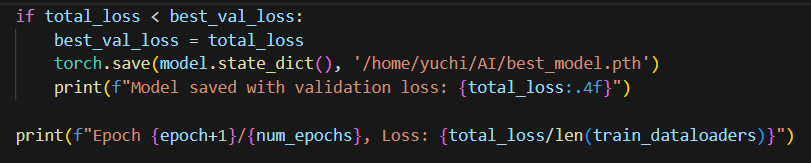 if total_loss < best_val_loss:
    best_val_loss = total_loss
    torch.save(model.state_dict(), '/home/yuchi/AI/best_model.pth')
    print(f"Model saved with validation loss: {total_loss:.4f}")
print(f"Epoch {epoch+1}/{num_epochs}, Loss: {total_loss/len(train_dataloaders)}")